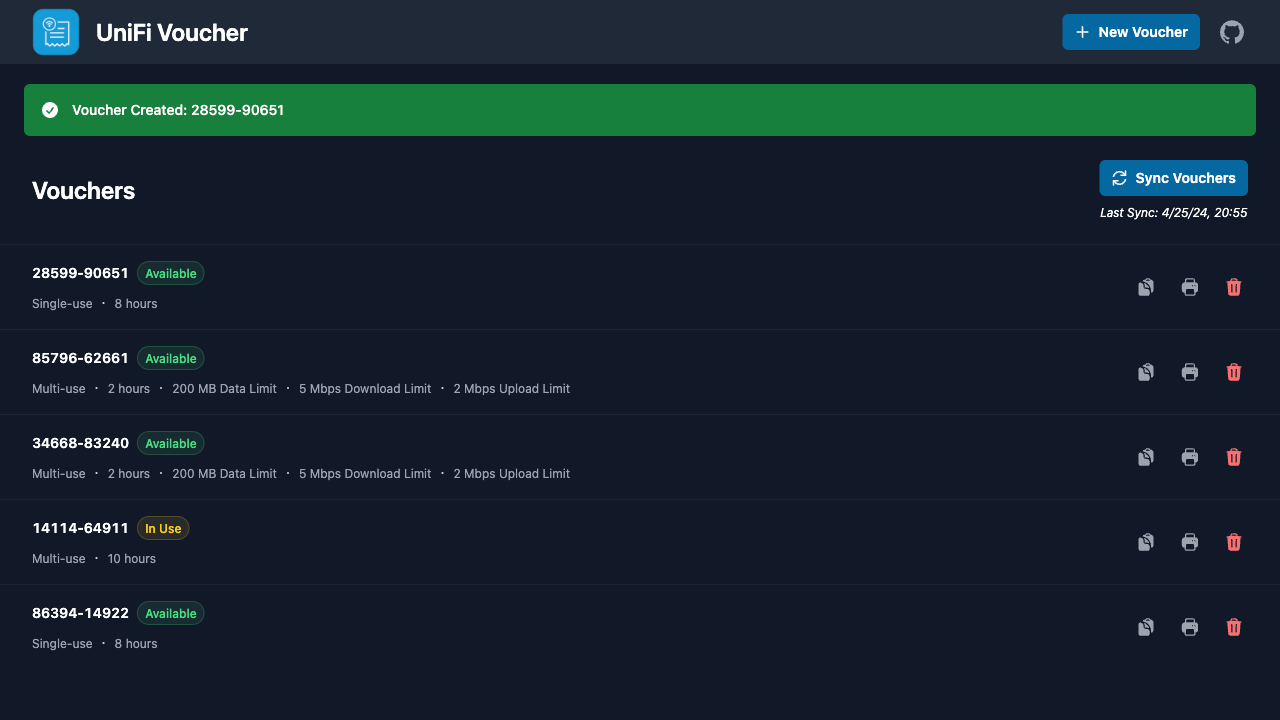 UniFi Voucher
New Voucher
Voucher Created: 28599-90651
Vouchers
Sync Vouchers
Last Sync: 4/25/24, 20:55
28599-90651 Available
Single-use · 8 hours
85796-62661 Available
Multi-use · 2 hours · 200 MB Data Limit · 5 Mbps Download Limit · 2 Mbps Upload Limit
34668-83240 Available
Multi-use · 2 hours · 200 MB Data Limit · 5 Mbps Download Limit · 2 Mbps Upload Limit
14114-64911 In Use
Multi-use · 10 hours
86394-14922 Available
Single-use · 8 hours